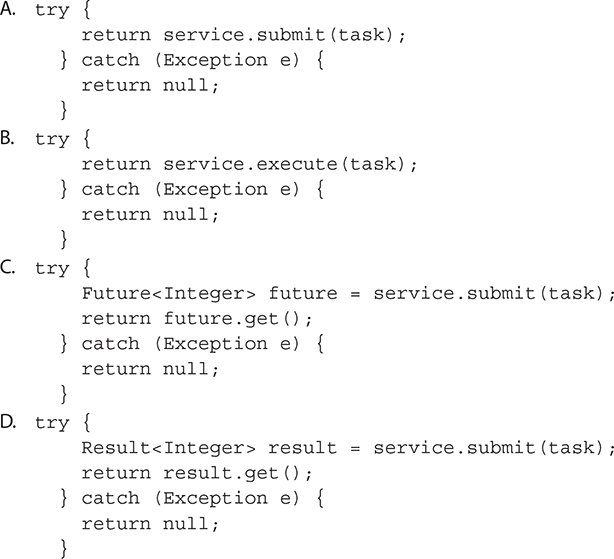 A. try {
return service.submit(task);
} catch (Exception e) {
return null;
}
B. try {
return service.execute(task);
} catch (Exception e) {
return null;
}
C. try {
Future<Integer> future = service.submit(task);
return future.get();
} catch (Exception e) {
return null;
}
D. try {
Result<Integer> result = service.submit(task);
return result.get();
} catch (Exception e) {
return null;
}